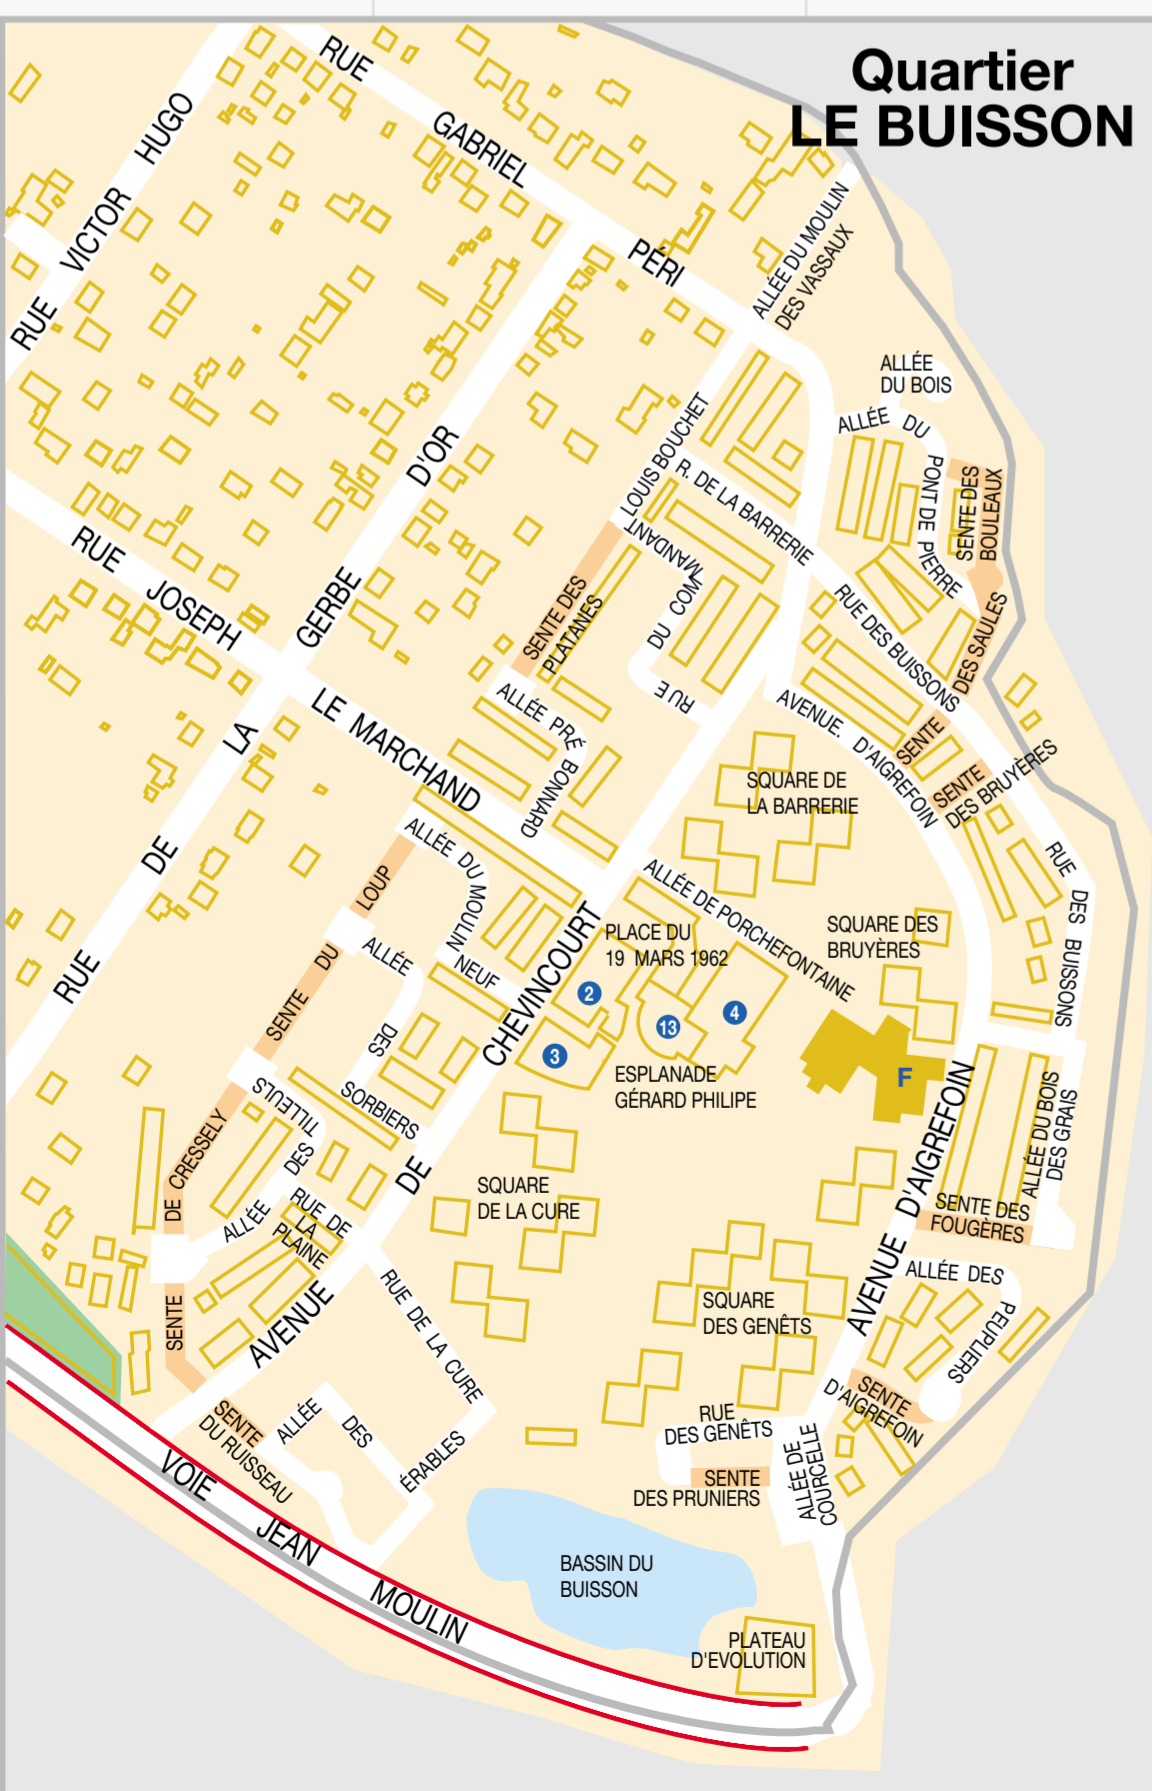 Quartier
LE BUISSON
RUE GABRIEL PÉRI
RUE VICTOR HUGO
ALLÉE DU MOULIN
DES VASSAUX
ALLÉE
DU BOIS
ALLÉE DU PONT DE PIERRE
SENTE DES
BOULEAUX
LOUIS BOUCHET
R. DE LA BARRERIE
RUE DU COMMANDANT
RUE DE LA GERBE D'OR
RUE JOSEPH LE MARCHAND
SENTE DES
PLATANES
ALLÉE PRÉ BONNARD
RUE DES BUISSONS
SENTE DES SAULES
AVENUE. D'AIGREFOIN
SENTE
DES BRUYÈRES
SQUARE DE
LA BARRERIE
RUE DES BUISSONS
ALLÉE DU MOULIN NEUF
SENTE DE CRESSELY
SENTE DU LOUP
ALLÉE DES SORBIERS
ALLÉE DE PORCHEFONTAINE
PLACE DU
19 MARS 1962
SQUARE DES
BRUYÈRES
2
13
4
3
F
ESPLANADE
GÉRARD PHILIPE
AVENUE DE CHEVINCOURT
ALLÉE DES TILLEULS
RUE DE
LA
PLAINE
SQUARE
DE LA CURE
AVENUE D'AIGREFOIN
ALLÉE DU BOIS
DES GRAIS
SENTE DES
FOUGÈRES
ALLÉE DES PEUPLIERS
SQUARE
DES GENÊTS
RUE DE LA CURE
SENTE
D'AIGREFOIN
RUE
DES GENÊTS
SENTE
DES PRUNIERS
ALLÉE DE
COURCELLE
SENTE
DU RUISSEAU
ALLÉE DES ÉRABLES
VOIE JEAN MOULIN
BASSIN DU
BUISSON
PLATEAU
D'EVOLUTION